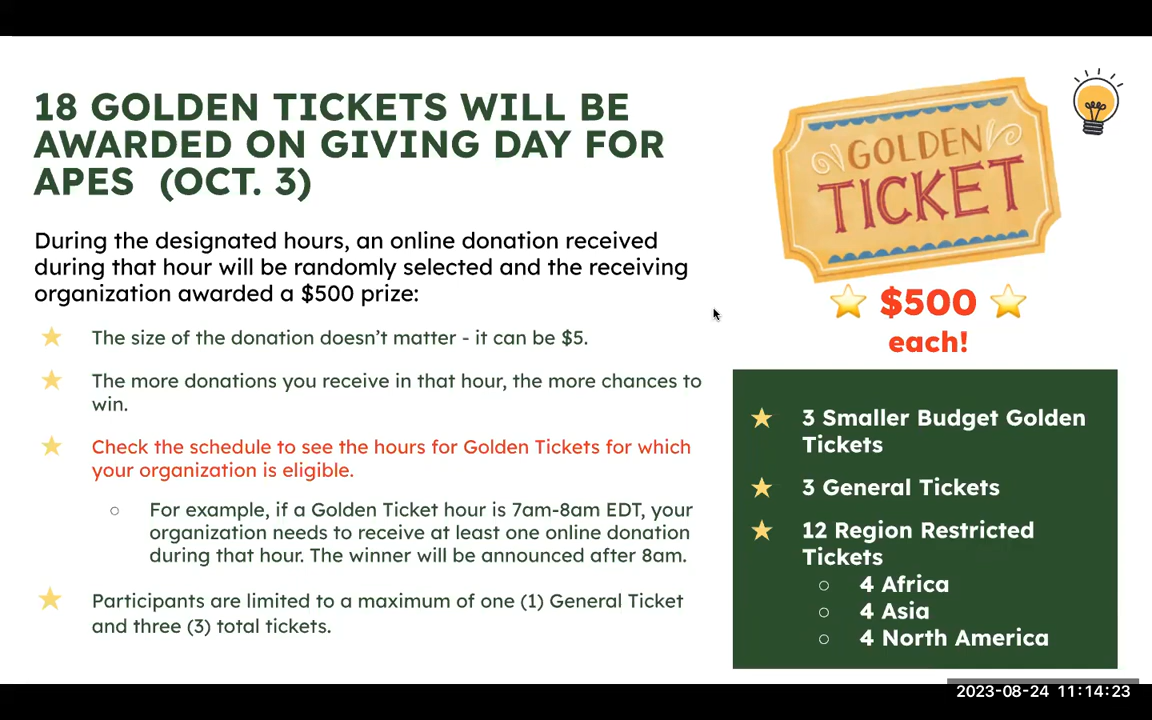 18 GOLDEN TICKETS WILL BE
AWARDED ON GIVING DAY FOR
APES (OCT. 3)
During the designated hours, an online donation received
during that hour will be randomly selected and the receiving
organization awarded a $500 prize:
The size of the donation doesn't matter - it can be $5.
The more donations you receive in that hour, the more chances to
win.
Check the schedule to see the hours for Golden Tickets for which
your organization is eligible.
For example, if a Golden Ticket hour is 7am-8am EDT, your
organization needs to receive at least one online donation
during that hour. The winner will be announced after 8am.
Participants are limited to a maximum of one (1) General Ticket
and three (3) total tickets.
GOLDEN
TICKET
$500
each!
3 Smaller Budget Golden
Tickets
3 General Tickets
12 Region Restricted
Tickets
4 Africa
4 Asia
4 North America
2023-08-24 11:14:23